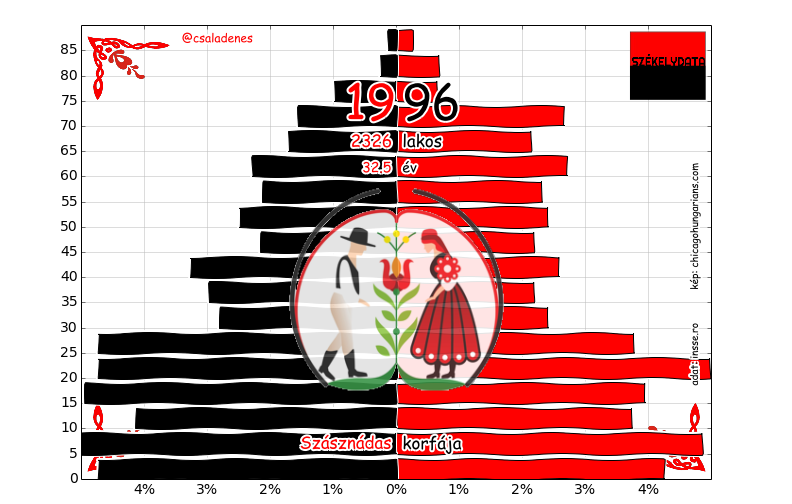 @csaladenes
SZÉKELYDATA
1996
2326 lakos
32.5 év
kép: chicagohungarians.com
adat: insse.ro
Szásznádas korfája
85
80
75
70
65
60
55
50
45
40
35
30
25
20
15
10
5
0
4% 3% 2% 1% 0% 1% 2% 3% 4%